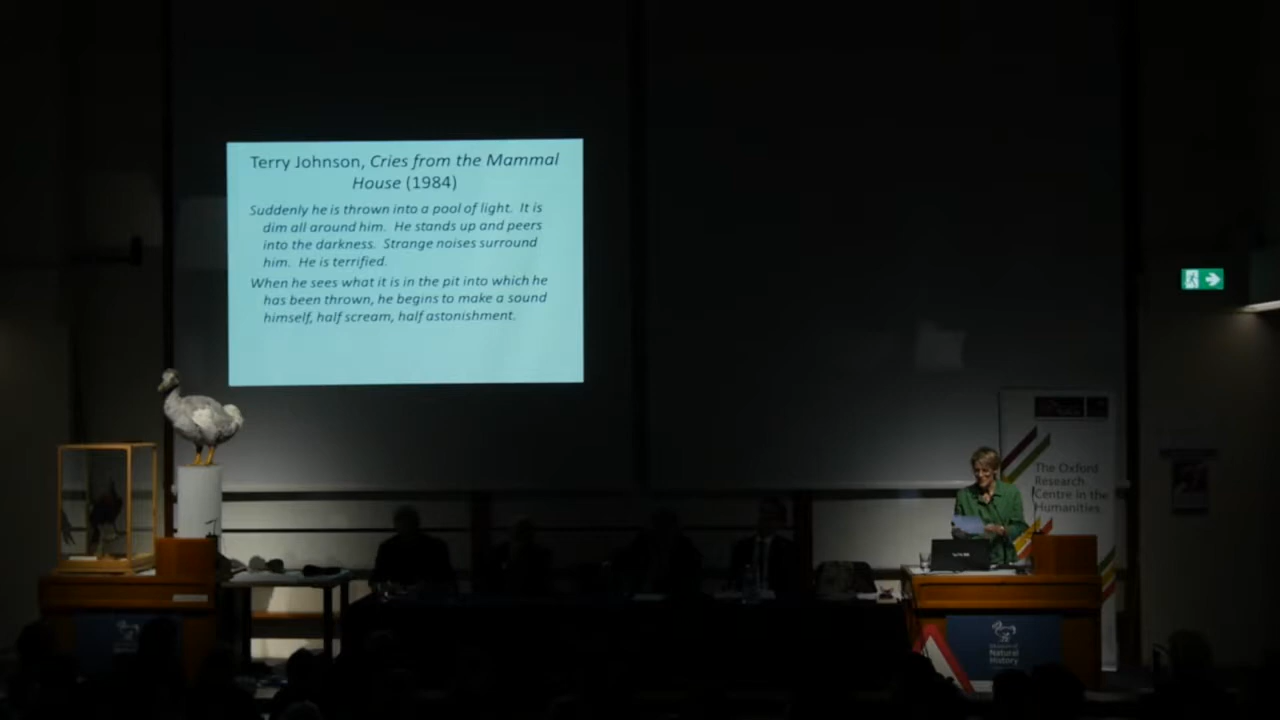 Terry Johnson, Cries from the Mammal
House (1984)
Suddenly he is thrown into a pool of light. It is
dim all around him. He stands up and peers
into the darkness. Strange noises surround
him. He is terrified.
When he sees what it is in the pit into which he
has been thrown, he begins to make a sound
himself, half scream, half astonishment.
The Oxford
Research
Centre in the
Humanities
Natural
History